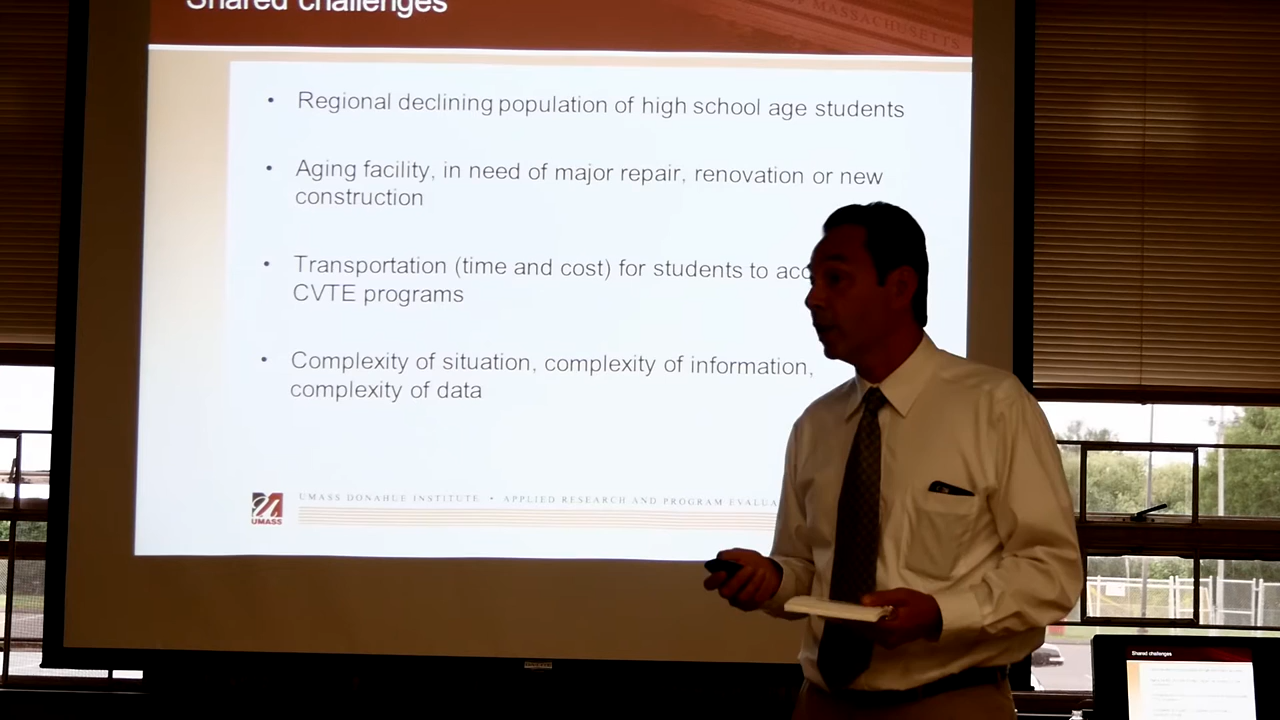 Shared challenges
MASSACHUSETTS
• Regional declining population of high school age students
• Aging facility, in need of major repair, renovation or new
construction
• Transportation (time and cost) for students to acc
CVTE programs
• Complexity of situation, complexity of information,
complexity of data
UMASS DONAHUE INSTITUTE • APPLIED RESEARCH AND PROGRAM EVALUA
UMASS
Shared challenges